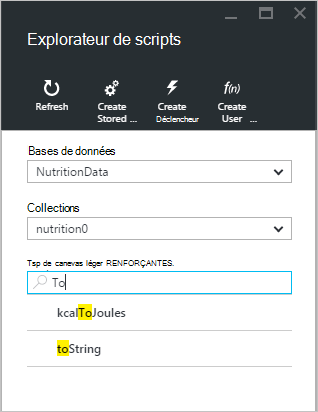 Explorateur de scripts
f(n)
Refresh Create Create Create
Stored ... Déclencheur User ...
Bases de données
NutritionData
Collections
nutrition0
Tsp de canevas léger RENFORÇANTES.
To
kcalToJoules
toString